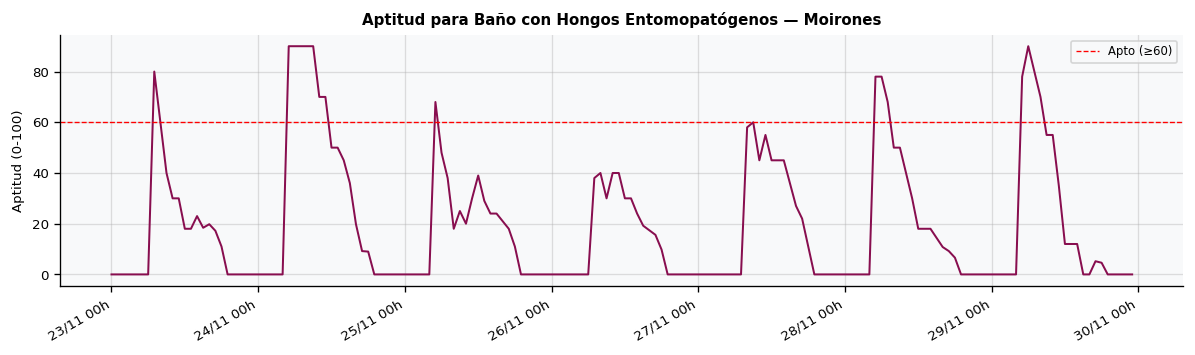 Aptitud para Baño con Hongos Entomopatógenos — Moirones
Apto (≥60)
Aptitud (0-100)
80
60
40
20
0
23/11 00h
24/11 00h
25/11 00h
26/11 00h
27/11 00h
28/11 00h
29/11 00h
30/11 00h